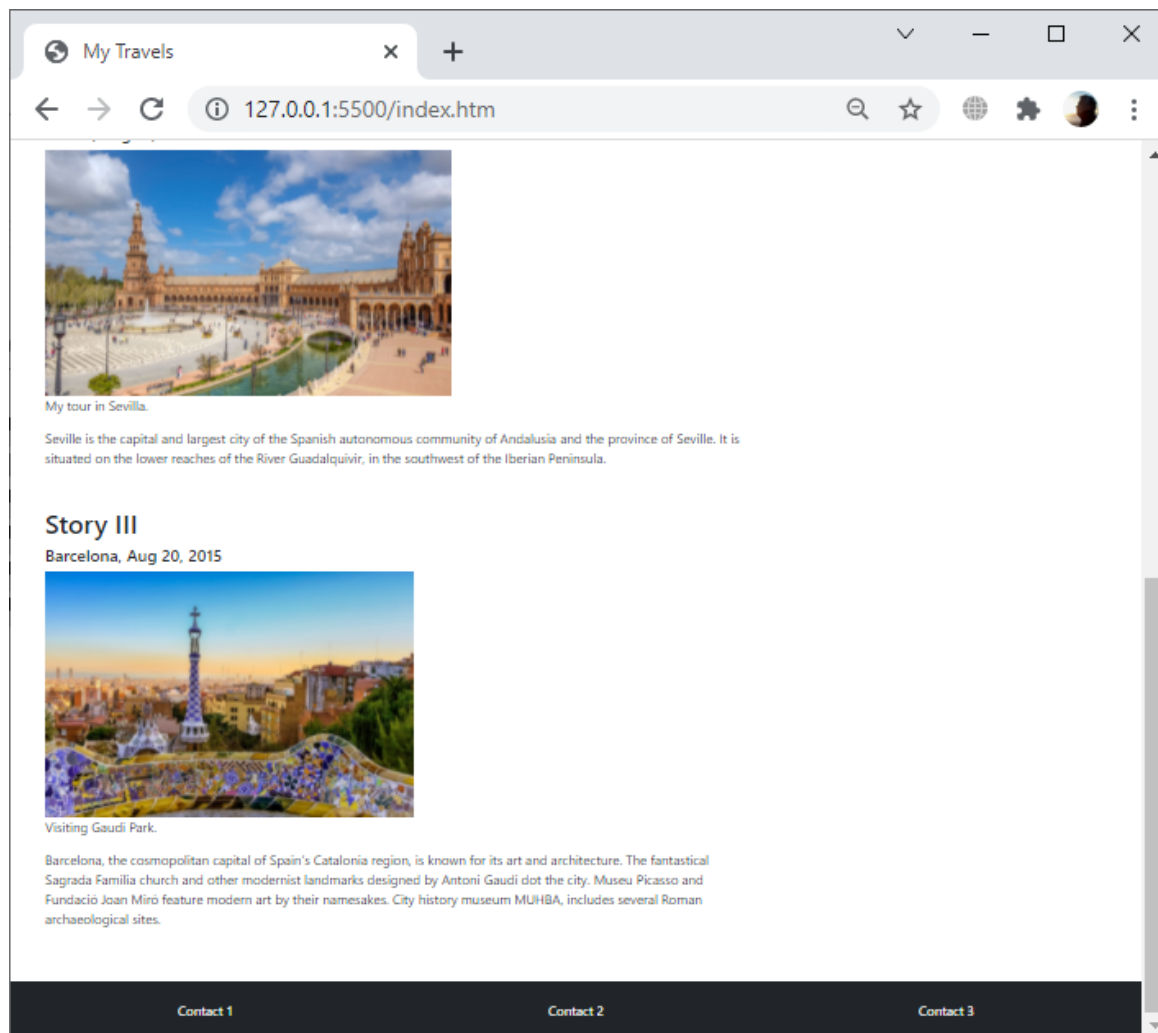 My Travels
127.0.0.1:5500/index.htm
My tour in Sevilla.
Seville is the capital and largest city of the Spanish autonomous community of Andalusia and the province of Seville. It is
situated on the lower reaches of the River Guadalquivir, in the southwest of the Iberian Peninsula.
Story III
Barcelona, Aug 20, 2015
Visiting Gaudi Park.
Barcelona, the cosmopolitan capital of Spain's Catalonia region, is known for its art and architecture. The fantastical
Sagrada Família church and other modernist landmarks designed by Antoni Gaudí dot the city. Museu Picasso and
Fundació Joan Miró feature modern art by their namesakes. City history museum MUHBA, includes several Roman
archaeological sites.
Contact 1
Contact 2
Contact 3